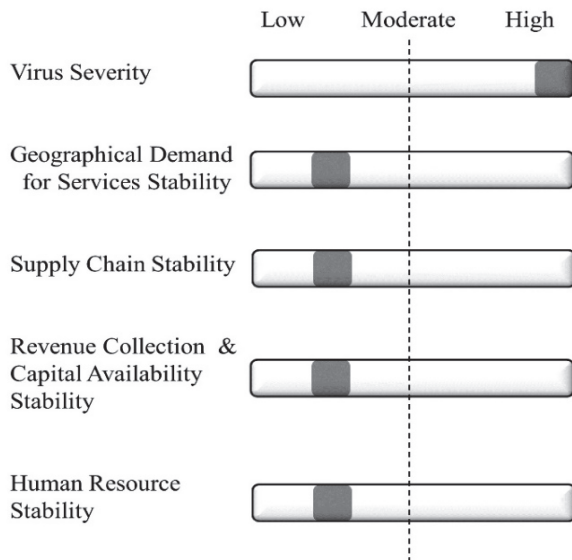 Low Moderate High
Virus Severity
Geographical Demand
for Services Stability
Supply Chain Stability
Revenue Collection &
Capital Availability
Stability
Human Resource
Stability